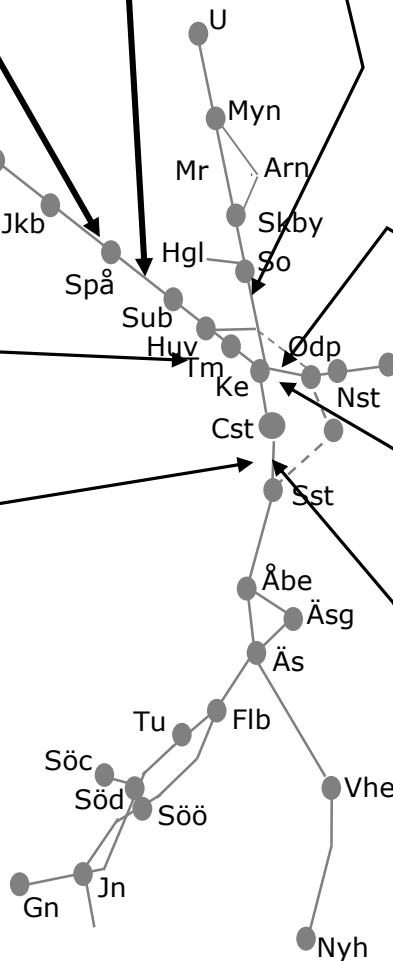 U
Myn
Mr
Arn
Skby
Jkb
Hgl
So
Spå
Sub
Huv
Odp
Tm
Ke
Nst
Cst
Sst
Åbe
Äsg
Äs
Tu
Flb
Söc
Söd
Söö
Vhe
Jn
Gn
Nyh